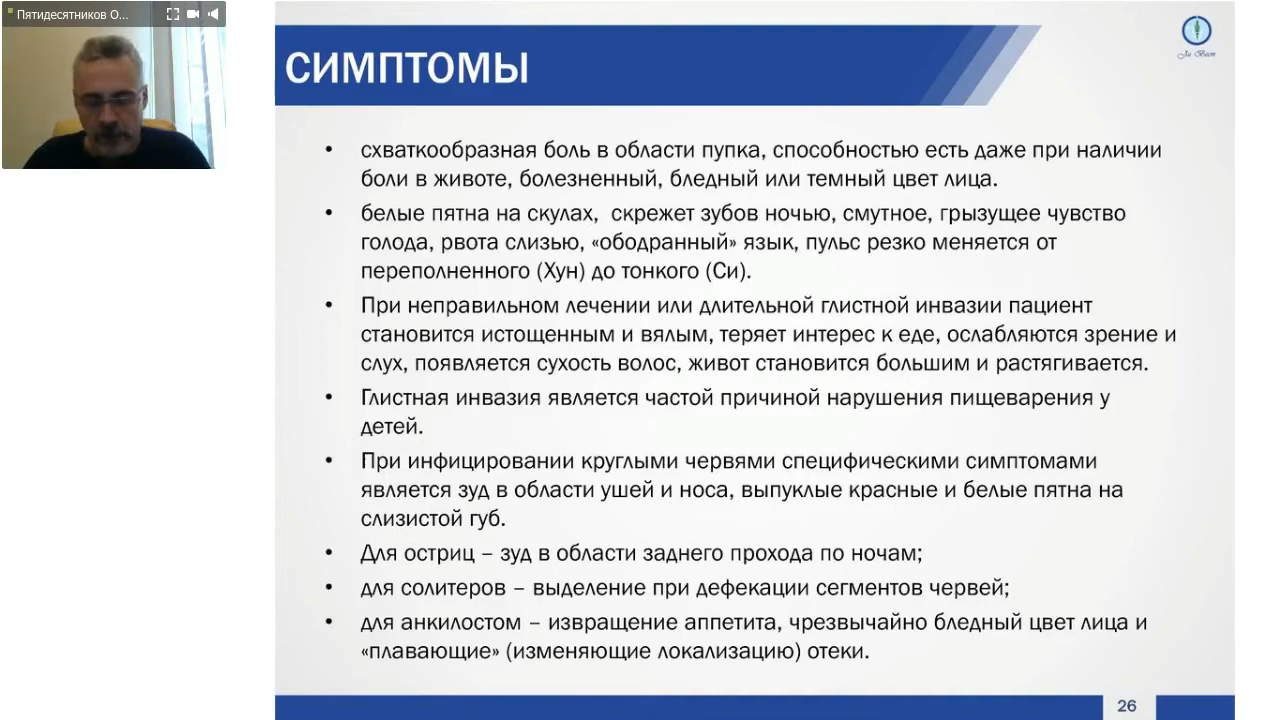 Пятидесятников О...
СИМПТОМЫ
• схваткообразная боль в области пупка, способностью есть даже при наличии
боли в животе, болезненный, бледный или темный цвет лица.
• белые пятна на скулах, скрежет зубов ночью, смутное, грызущее чувство
голода, рвота слизью, «ободранный» язык, пульс резко меняется от
переполненного (Хун) до тонкого (Си).
• При неправильном лечении или длительной глистной инвазии пациент
становится истощенным и вялым, теряет интерес к еде, ослабляются зрение и
слух, появляется сухость волос, живот становится большим и растягивается.
• Глистная инвазия является частой причиной нарушения пищеварения у
детей.
• При инфицировании круглыми червями специфическими симптомами
является зуд в области ушей и носа, выпуклые красные и белые пятна на
слизистой губ.
• Для остриц – зуд в области заднего прохода по ночам;
• для солитеров – выделение при дефекации сегментов червей;
• для анкилостом – извращение аппетита, чрезвычайно бледный цвет лица и
«плавающие» (изменяющие локализацию) отеки.
26